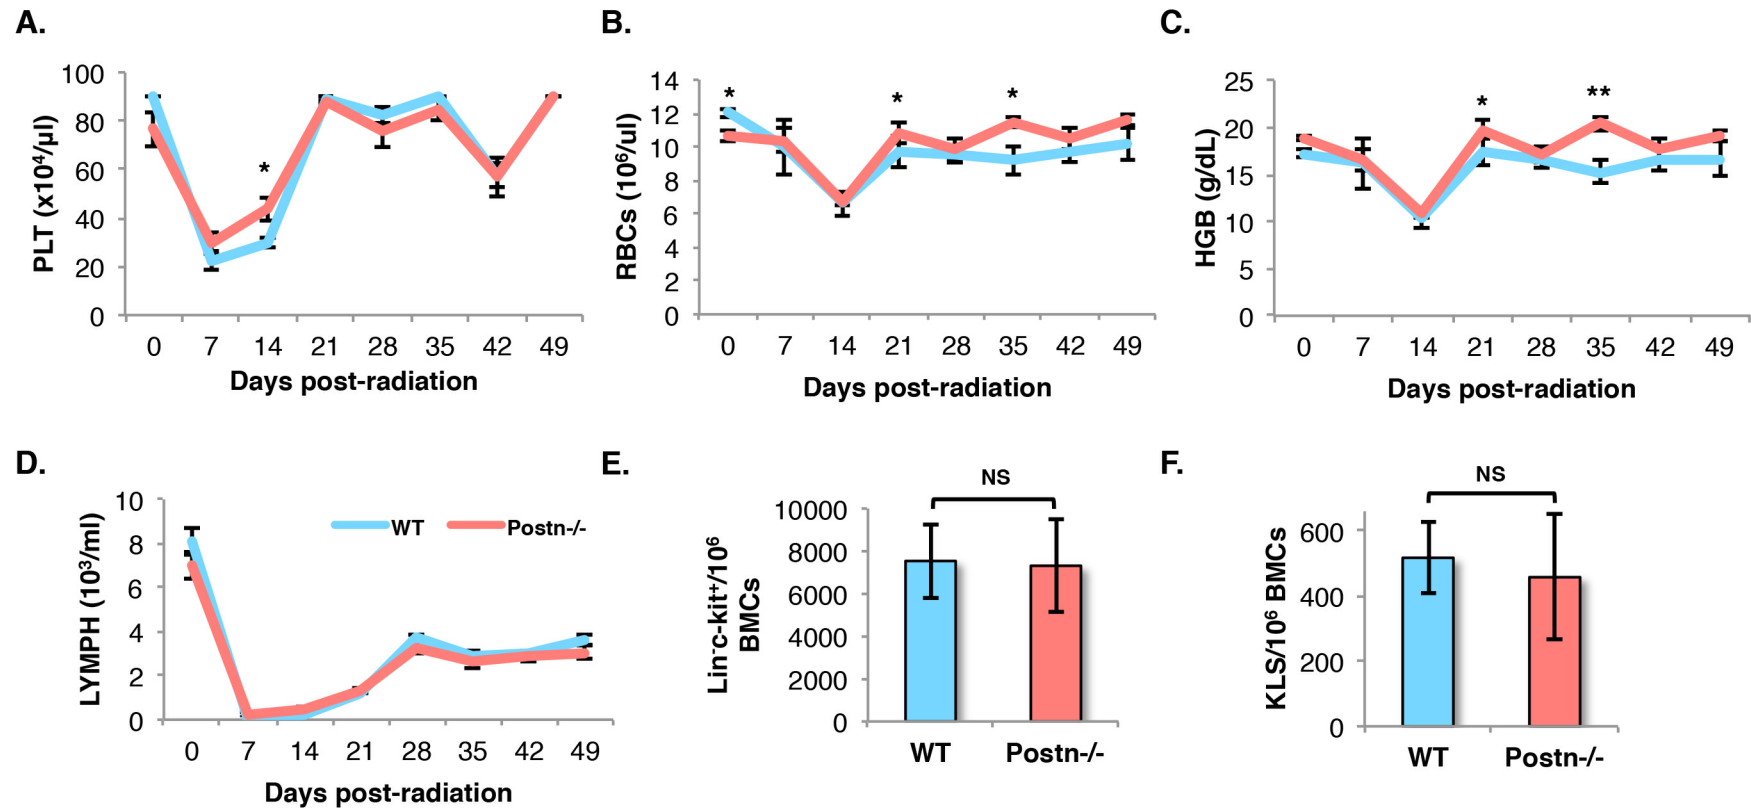 A.
PLT (x10⁴/µl)
100
80
60
40
20
0
*
0 7 14 21 28 35 42 49
Days post-radiation
B.
RBCs (10⁶/ul)
14
12
10
8
6
4
2
0
* * *
0 7 14 21 28 35 42 49
Days post-radiation
C.
HGB (g/dL)
25
20
15
10
5
0
* **
0 7 14 21 28 35 42 49
Days post-radiation
D.
LYMPH (10³/ml)
10
8
6
4
2
0
WT Postn-/-
0 7 14 21 28 35 42 49
Days post-radiation
E.
Lin⁻c-kit⁺/10⁶
BMCs
NS
10000
8000
6000
4000
2000
0
WT Postn-/-
F.
KLS/10⁶ BMCs
NS
600
400
200
0
WT Postn-/-